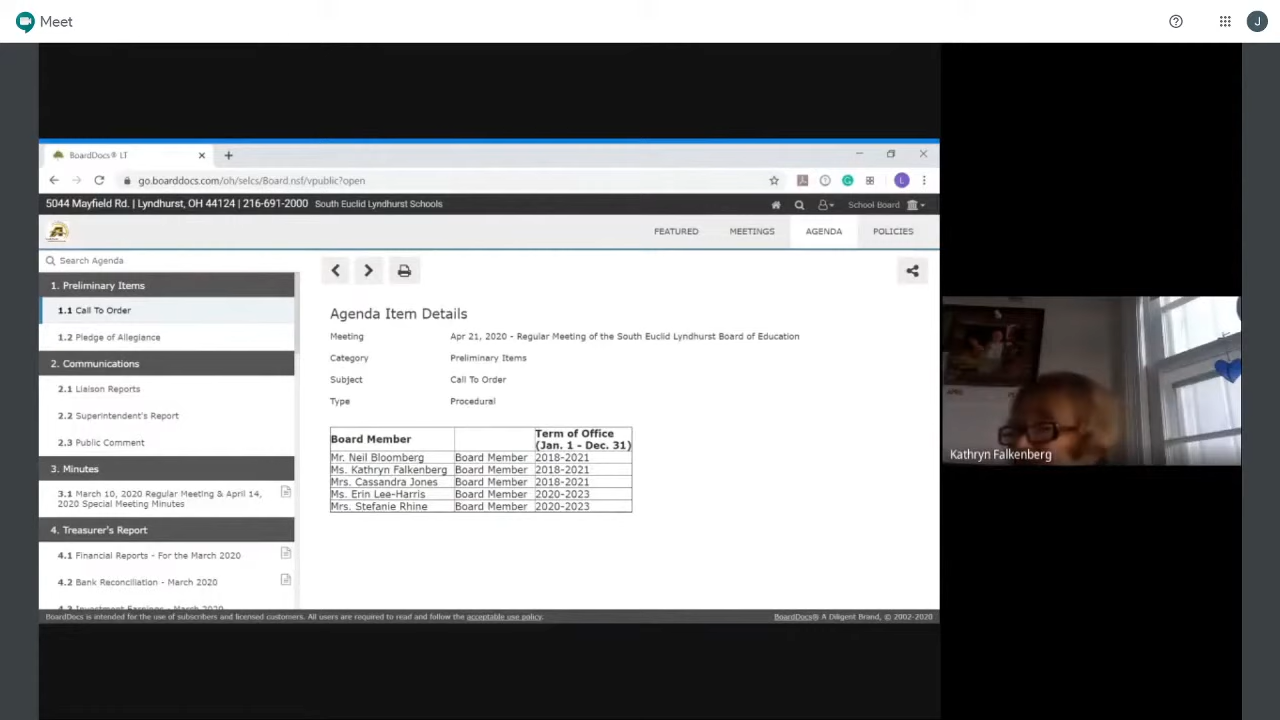 Meet
BoardDocs® LT
go.boarddocs.com/oh/selcs/Board.nsf/vpublic?open
5044 Mayfield Rd. | Lyndhurst, OH 44124 | 216-691-2000 South Euclid Lyndhurst Schools
School Board
FEATURED MEETINGS AGENDA POLICIES
Search Agenda
1. Preliminary Items
1.1 Call To Order
1.2 Pledge of Allegiance
2. Communications
2.1 Liaison Reports
2.2 Superintendent's Report
2.3 Public Comment
3. Minutes
3.1 March 10, 2020 Regular Meeting & April 14,
2020 Special Meeting Minutes
4. Treasurer's Report
4.1 Financial Reports - For the March 2020
4.2 Bank Reconciliation - March 2020
4.3 Investment Earnings - March 2020
Agenda Item Details
Meeting Apr 21, 2020 - Regular Meeting of the South Euclid Lyndhurst Board of Education
Category Preliminary Items
Subject Call To Order
Type Procedural
Board Member Term of Office
(Jan. 1 - Dec. 31)
Mr. Neil Bloomberg Board Member 2018-2021
Ms. Kathryn Falkenberg Board Member 2018-2021
Mrs. Cassandra Jones Board Member 2018-2021
Ms. Erin Lee-Harris Board Member 2020-2023
Mrs. Stefanie Rhine Board Member 2020-2023
BoardDocs is intended for the use of subscribers and licensed customers. All users are required to read and follow the acceptable use policy.
BoardDocs® A Diligent Brand, © 2002-2020
Kathryn Falkenberg
J
L
APRIL